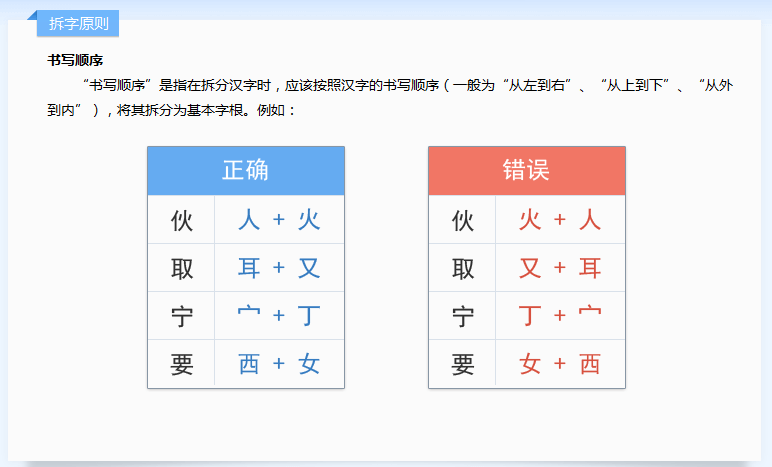 拆字原则
书写顺序
“书写顺序”是指在拆分汉字时，应该按照汉字的书写顺序（一般为“从左到右”、“从上到下”、“从外
到内”），将其拆分为基本字根。例如：
正确
伙 人 + 火
取 耳 + 又
宁 宀 + 丁
要 西 + 女
错误
伙 火 + 人
取 又 + 耳
宁 丁 + 宀
要 女 + 西